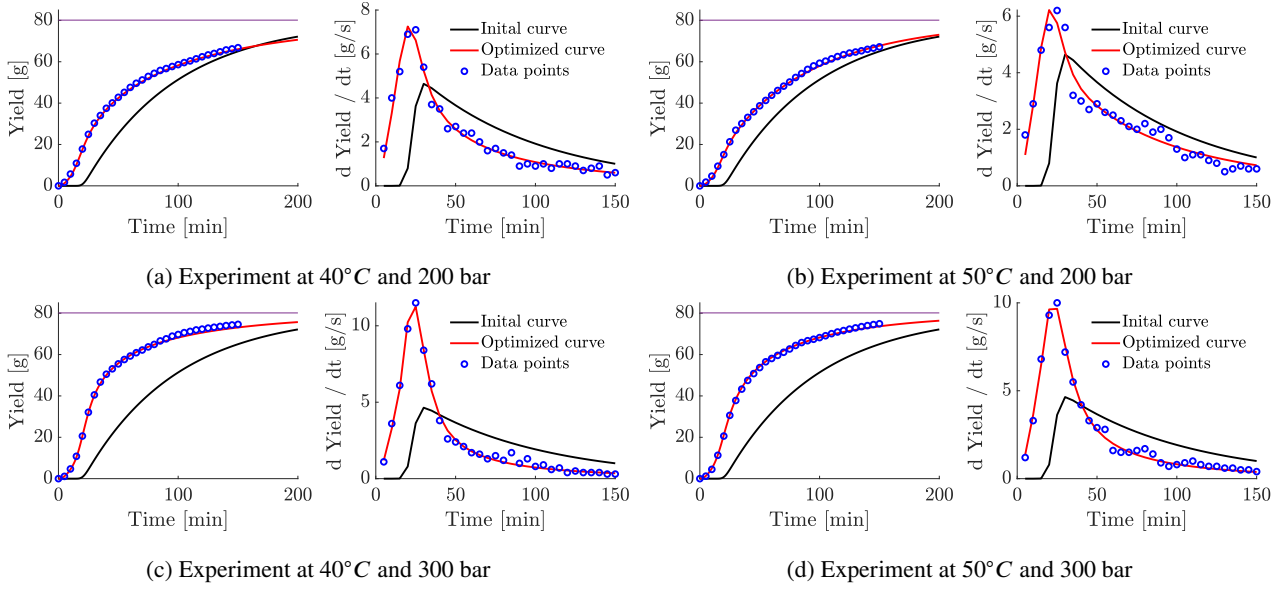 80
60
40
20
0
Yield [g]
0 100 200
Time [min]
8
6
4
2
0
d Yield / dt [g/s]
Inital curve
Optimized curve
Data points
0 50 100 150
Time [min]
80
60
40
20
0
Yield [g]
0 100 200
Time [min]
6
4
2
0
d Yield / dt [g/s]
Inital curve
Optimized curve
Data points
0 50 100 150
Time [min]
(a) Experiment at 40°C and 200 bar
(b) Experiment at 50°C and 200 bar
80
60
40
20
0
Yield [g]
0 100 200
Time [min]
10
5
0
d Yield / dt [g/s]
Inital curve
Optimized curve
Data points
0 50 100 150
Time [min]
80
60
40
20
0
Yield [g]
0 100 200
Time [min]
10
5
0
d Yield / dt [g/s]
Inital curve
Optimized curve
Data points
0 50 100 150
Time [min]
(c) Experiment at 40°C and 300 bar
(d) Experiment at 50°C and 300 bar